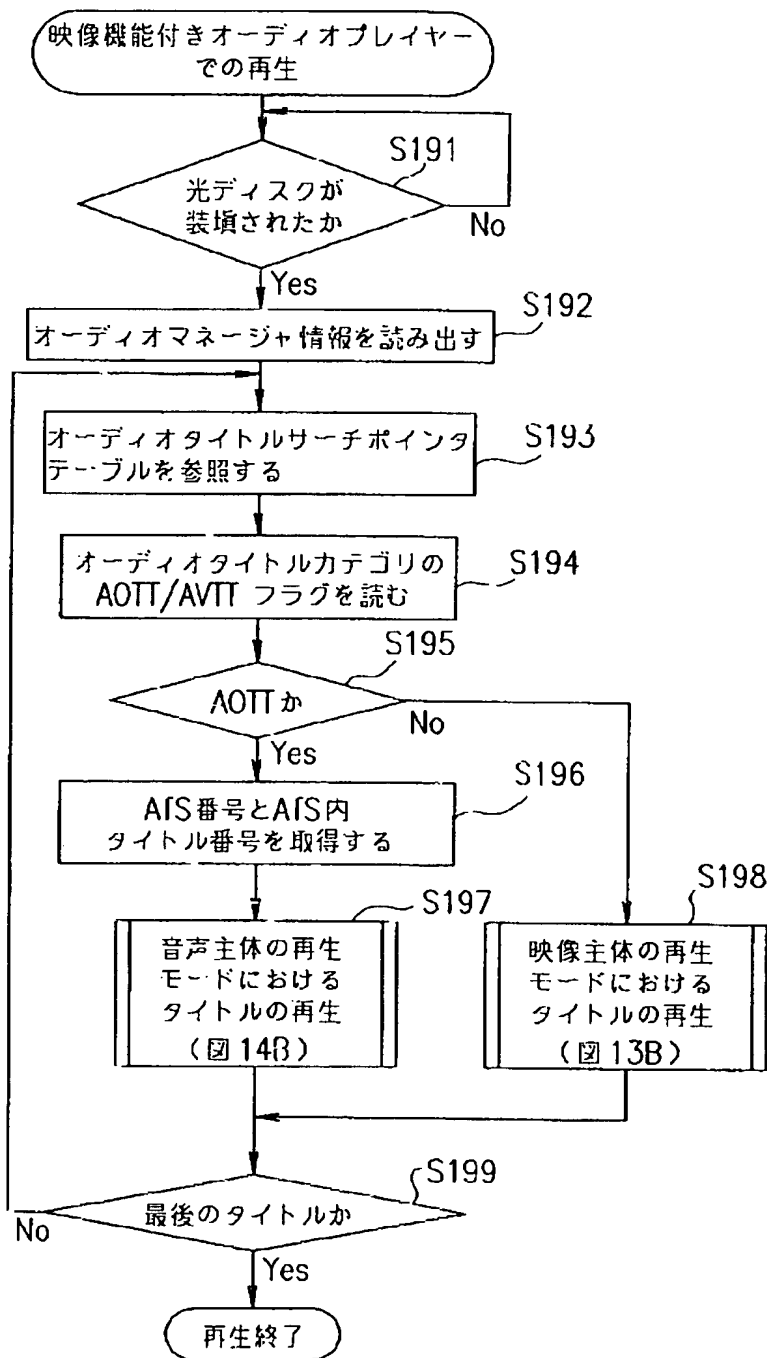 映像機能付きオーディオプレイヤー
での再生
S191
光ディスクが
装填されたか
No
Yes
S192
オーディオマネージャ情報を読み出す
S193
オーディオタイトルサーチポインタ
テーブルを参照する
オーディオタイトルカテゴリの
AOTT/AVTT フラグを読む
S194
S195
AOTTか
No
Yes
S196
ATS番号とATS内
タイトル番号を取得する
S197
音声主体の再生
モードにおける
タイトルの再生
(図14B)
S198
映像主体の再生
モードにおける
タイトルの再生
(図13B)
S199
最後のタイトルか
No
Yes
再生終了